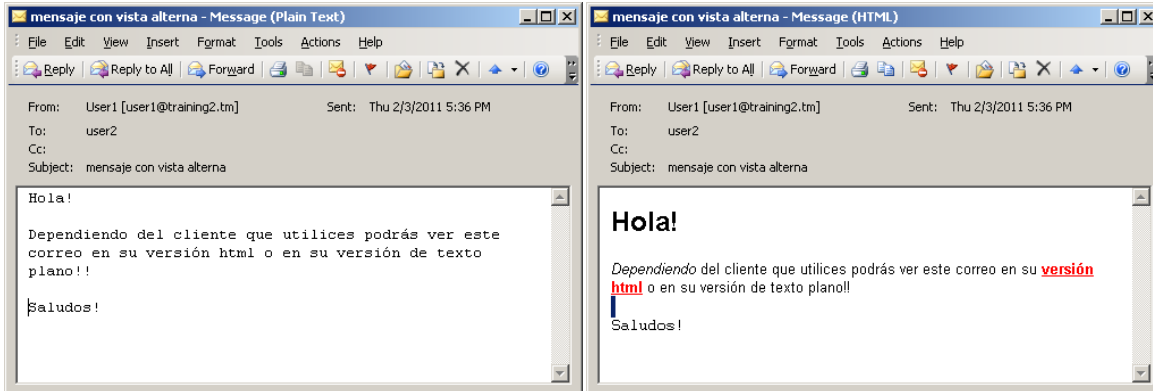 mensaje con vista alterna - Message (Plain Text)
File Edit View Insert Format Tools Actions Help
Reply Reply to All Forward
From: User1 [user1@training2.tm] Sent: Thu 2/3/2011 5:36 PM
To: user2
Cc:
Subject: mensaje con vista alterna
Hola!
Dependiendo del cliente que utilices podrás ver este
correo en su versión html o en su versión de texto
plano!!
Saludos!
mensaje con vista alterna - Message (HTML)
File Edit View Insert Format Tools Actions Help
Reply Reply to All Forward
From: User1 [user1@training2.tm] Sent: Thu 2/3/2011 5:36 PM
To: user2
Cc:
Subject: mensaje con vista alterna
Hola!
Dependiendo del cliente que utilices podrás ver este correo en su versión
html o en su versión de texto plano!!
Saludos!